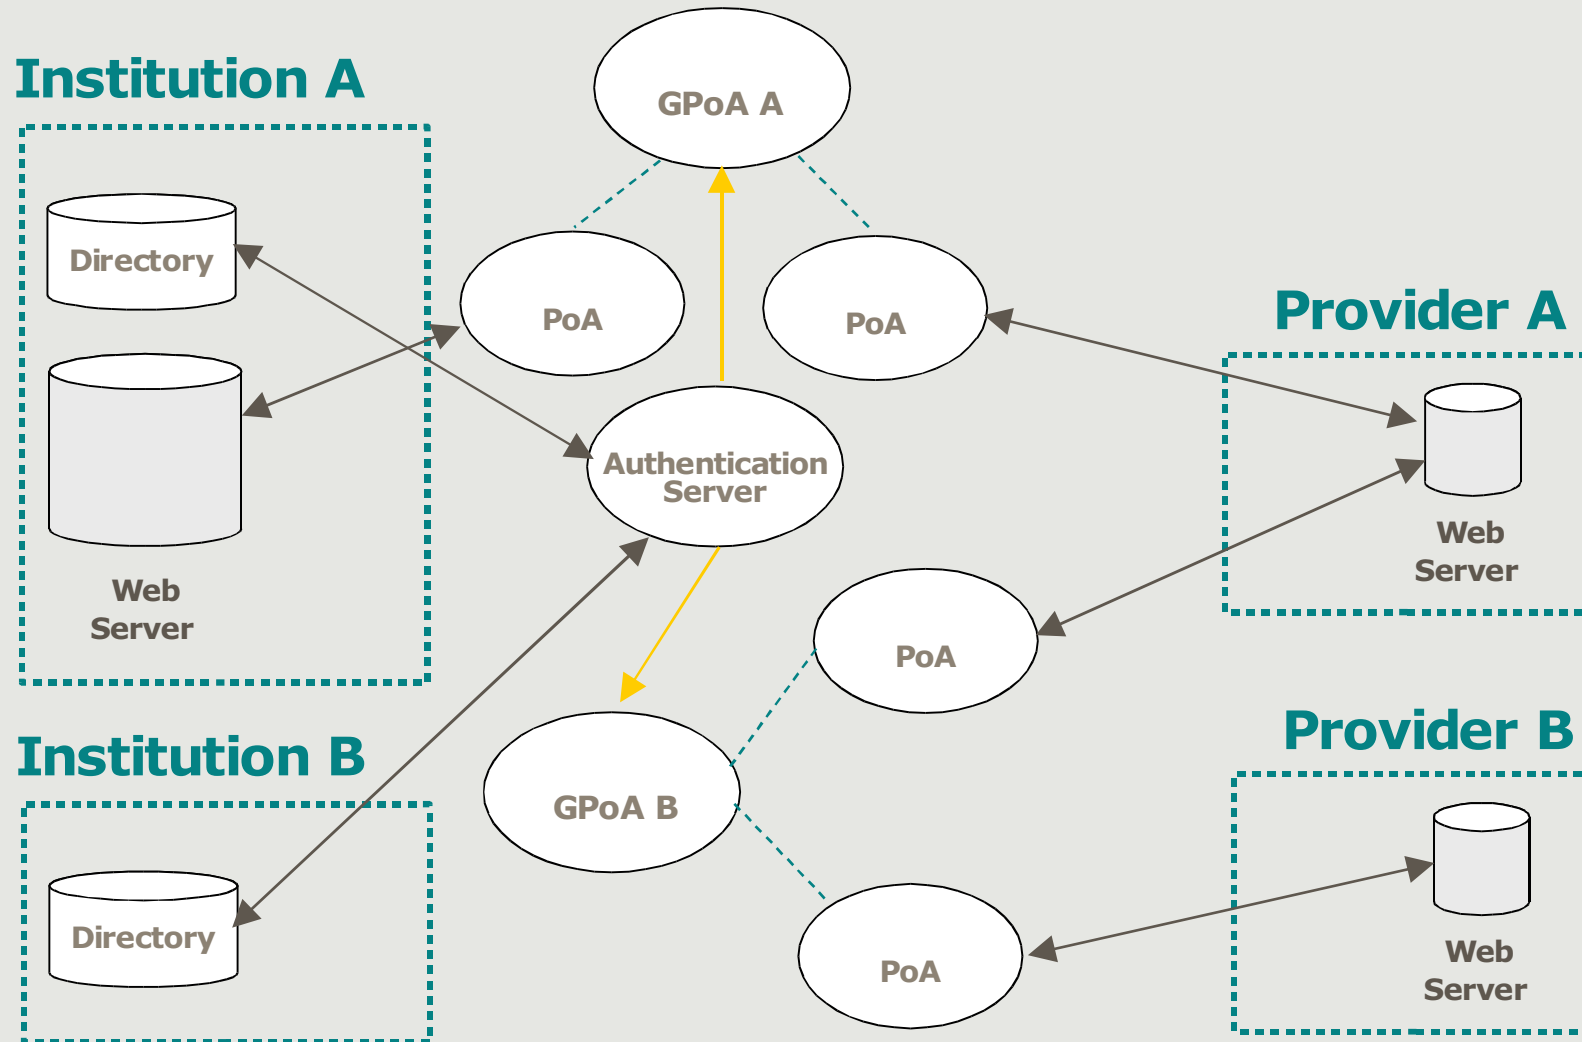 Institution A
GPoA A
Directory
PoA
PoA
Provider A
Authentication
Server
Web
Server
Web
Server
PoA
Institution B
Provider B
GPoA B
Directory
PoA
Web
Server